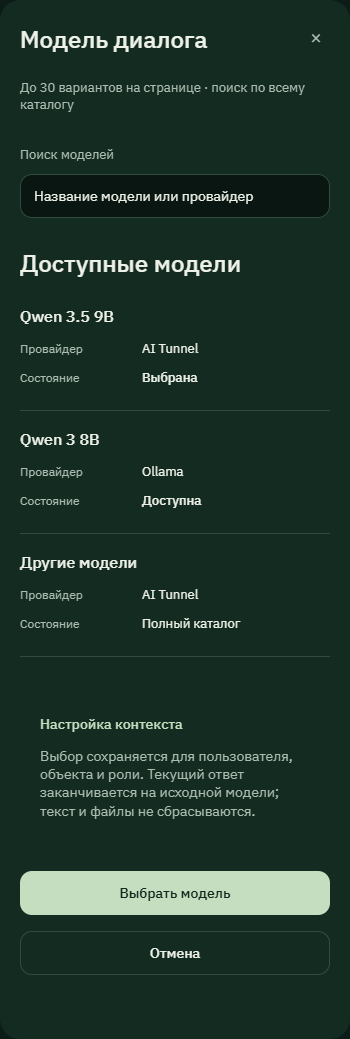 Модель диалога ×
До 30 вариантов на странице · поиск по всему
каталогу
Поиск моделей
Название модели или провайдер
Доступные модели
Qwen 3.5 9B
Провайдер AI Tunnel
Состояние Выбрана
Qwen 3 8B
Провайдер Ollama
Состояние Доступна
Другие модели
Провайдер AI Tunnel
Состояние Полный каталог
Настройка контекста
Выбор сохраняется для пользователя,
объекта и роли. Текущий ответ
заканчивается на исходной модели;
текст и файлы не сбрасываются.
Выбрать модель
Отмена